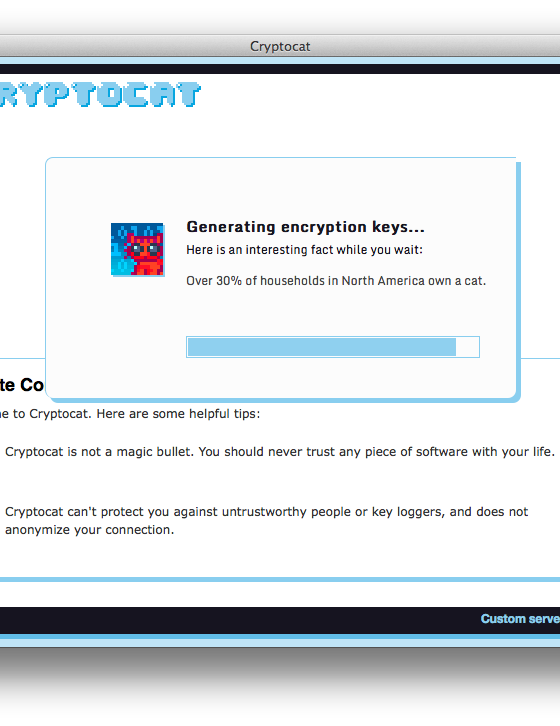 Cryptocat
RYPTOCAT
Generating encryption keys...
Here is an interesting fact while you wait:
Over 30% of households in North America own a cat.
te Co
e to Cryptocat. Here are some helpful tips:
Cryptocat is not a magic bullet. You should never trust any piece of software with your life.
Cryptocat can't protect you against untrustworthy people or key loggers, and does not
anonymize your connection.
Custom serve